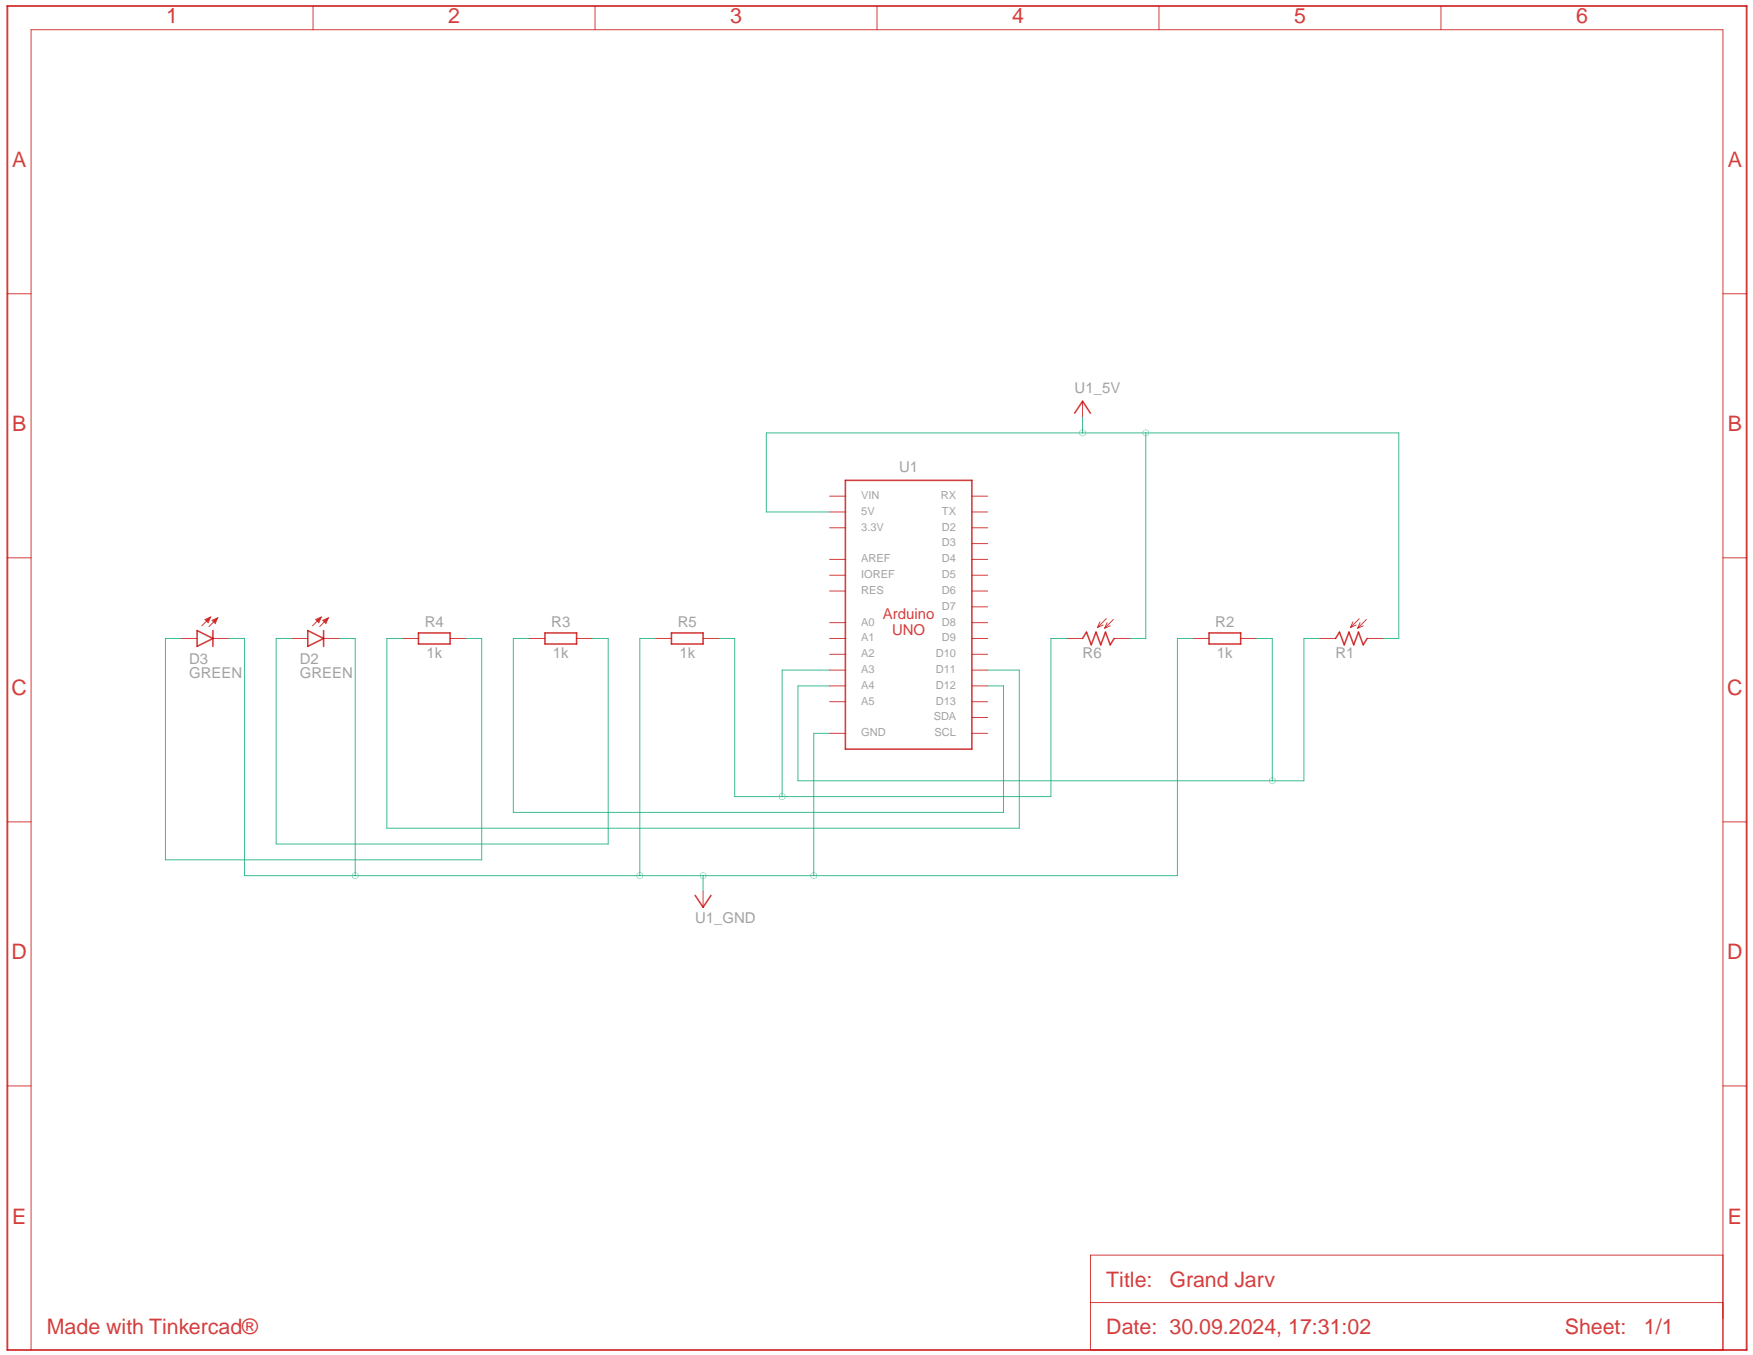 1 2 3 4 5 6
A A
U1_5V
B B
U1
VIN RX
5V TX
3.3V D2
D3
AREF D4
IOREF D5
RES D6
D7
Arduino
UNO
A0 D8
A1 D9
A2 D10
A3 D11
A4 D12
A5 D13
SDA
GND SCL
D3
GREEN
D2
GREEN
R4
1k
R3
1k
R5
1k
R6
R2
1k
R1
C C
U1_GND
D D
E E
Title: Grand Jarv
Made with Tinkercad®
Date: 30.09.2024, 17:31:02 Sheet: 1/1